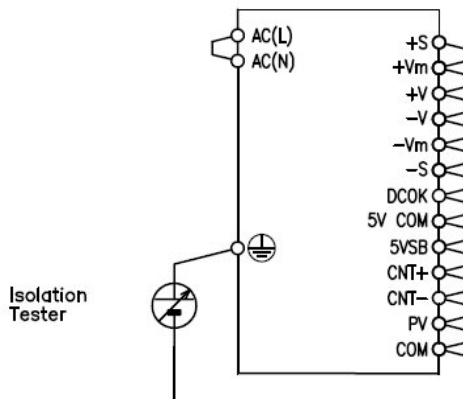 AC(L)
AC(N)
+S
+Vm
+V
-V
-Vm
-S
DCOK
5V COM
5VSB
CNT+
CNT-
PV
COM
Isolation
Tester